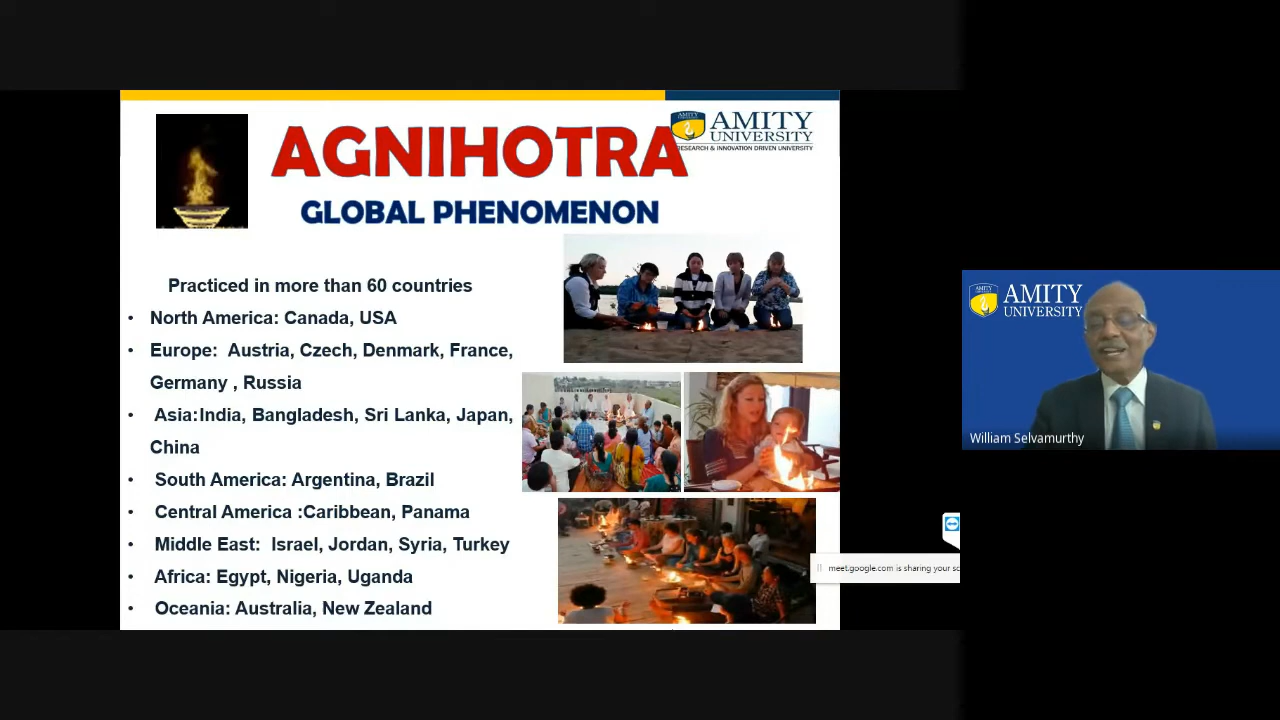 AGNIHOTRA
AMITY
AMITY
UNIVERSITY
RESEARCH & INNOVATION DRIVEN UNIVERSITY
GLOBAL PHENOMENON
Practiced in more than 60 countries
• North America: Canada, USA
• Europe: Austria, Czech, Denmark, France,
Germany , Russia
• Asia:India, Bangladesh, Sri Lanka, Japan,
China
• South America: Argentina, Brazil
• Central America :Caribbean, Panama
• Middle East: Israel, Jordan, Syria, Turkey
• Africa: Egypt, Nigeria, Uganda
• Oceania: Australia, New Zealand
meet.google.com is sharing your sc
AMITY
AMITY
UNIVERSITY
William Selvamurthy